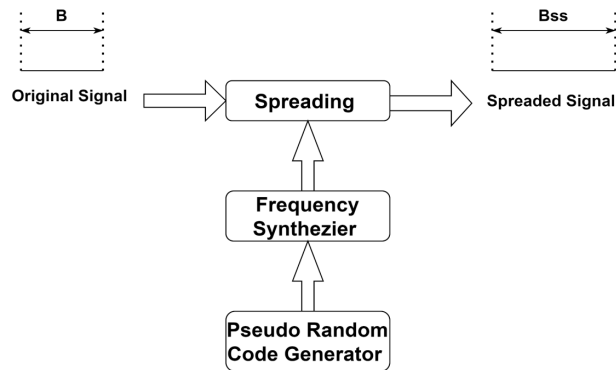 B
Bss
Original Signal
Spreading
Spreaded Signal
Frequency
Synthezier
Pseudo Random
Code Generator